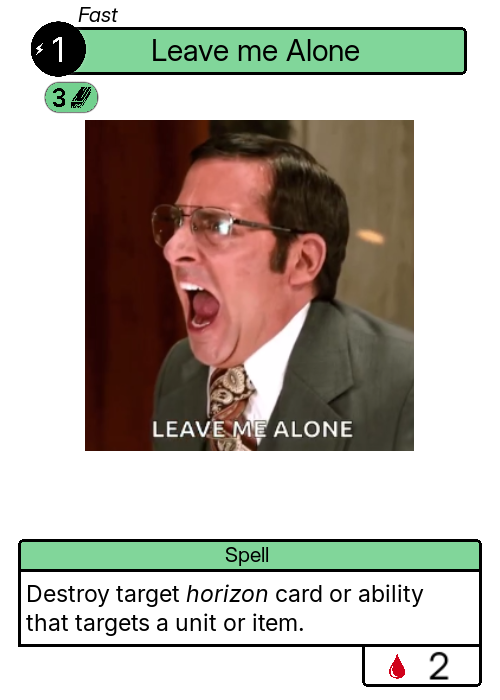 Fast
1
Leave me Alone
3
LEAVE ME ALONE
Spell
Destroy target horizon card or ability
that targets a unit or item.
2